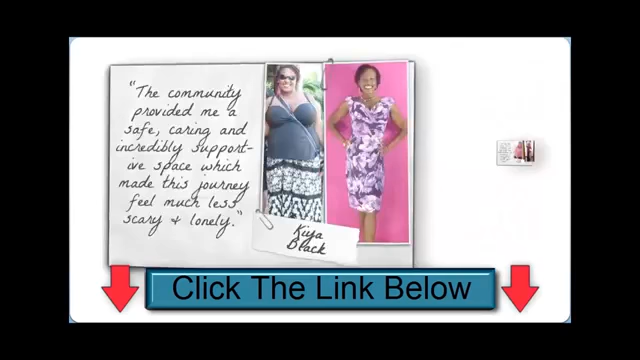 "The community
provided me a
safe, caring and
incredibly support-
ive space which
made this journey
feel much less
scary & lonely."
Kiya
Black
Click The Link Below